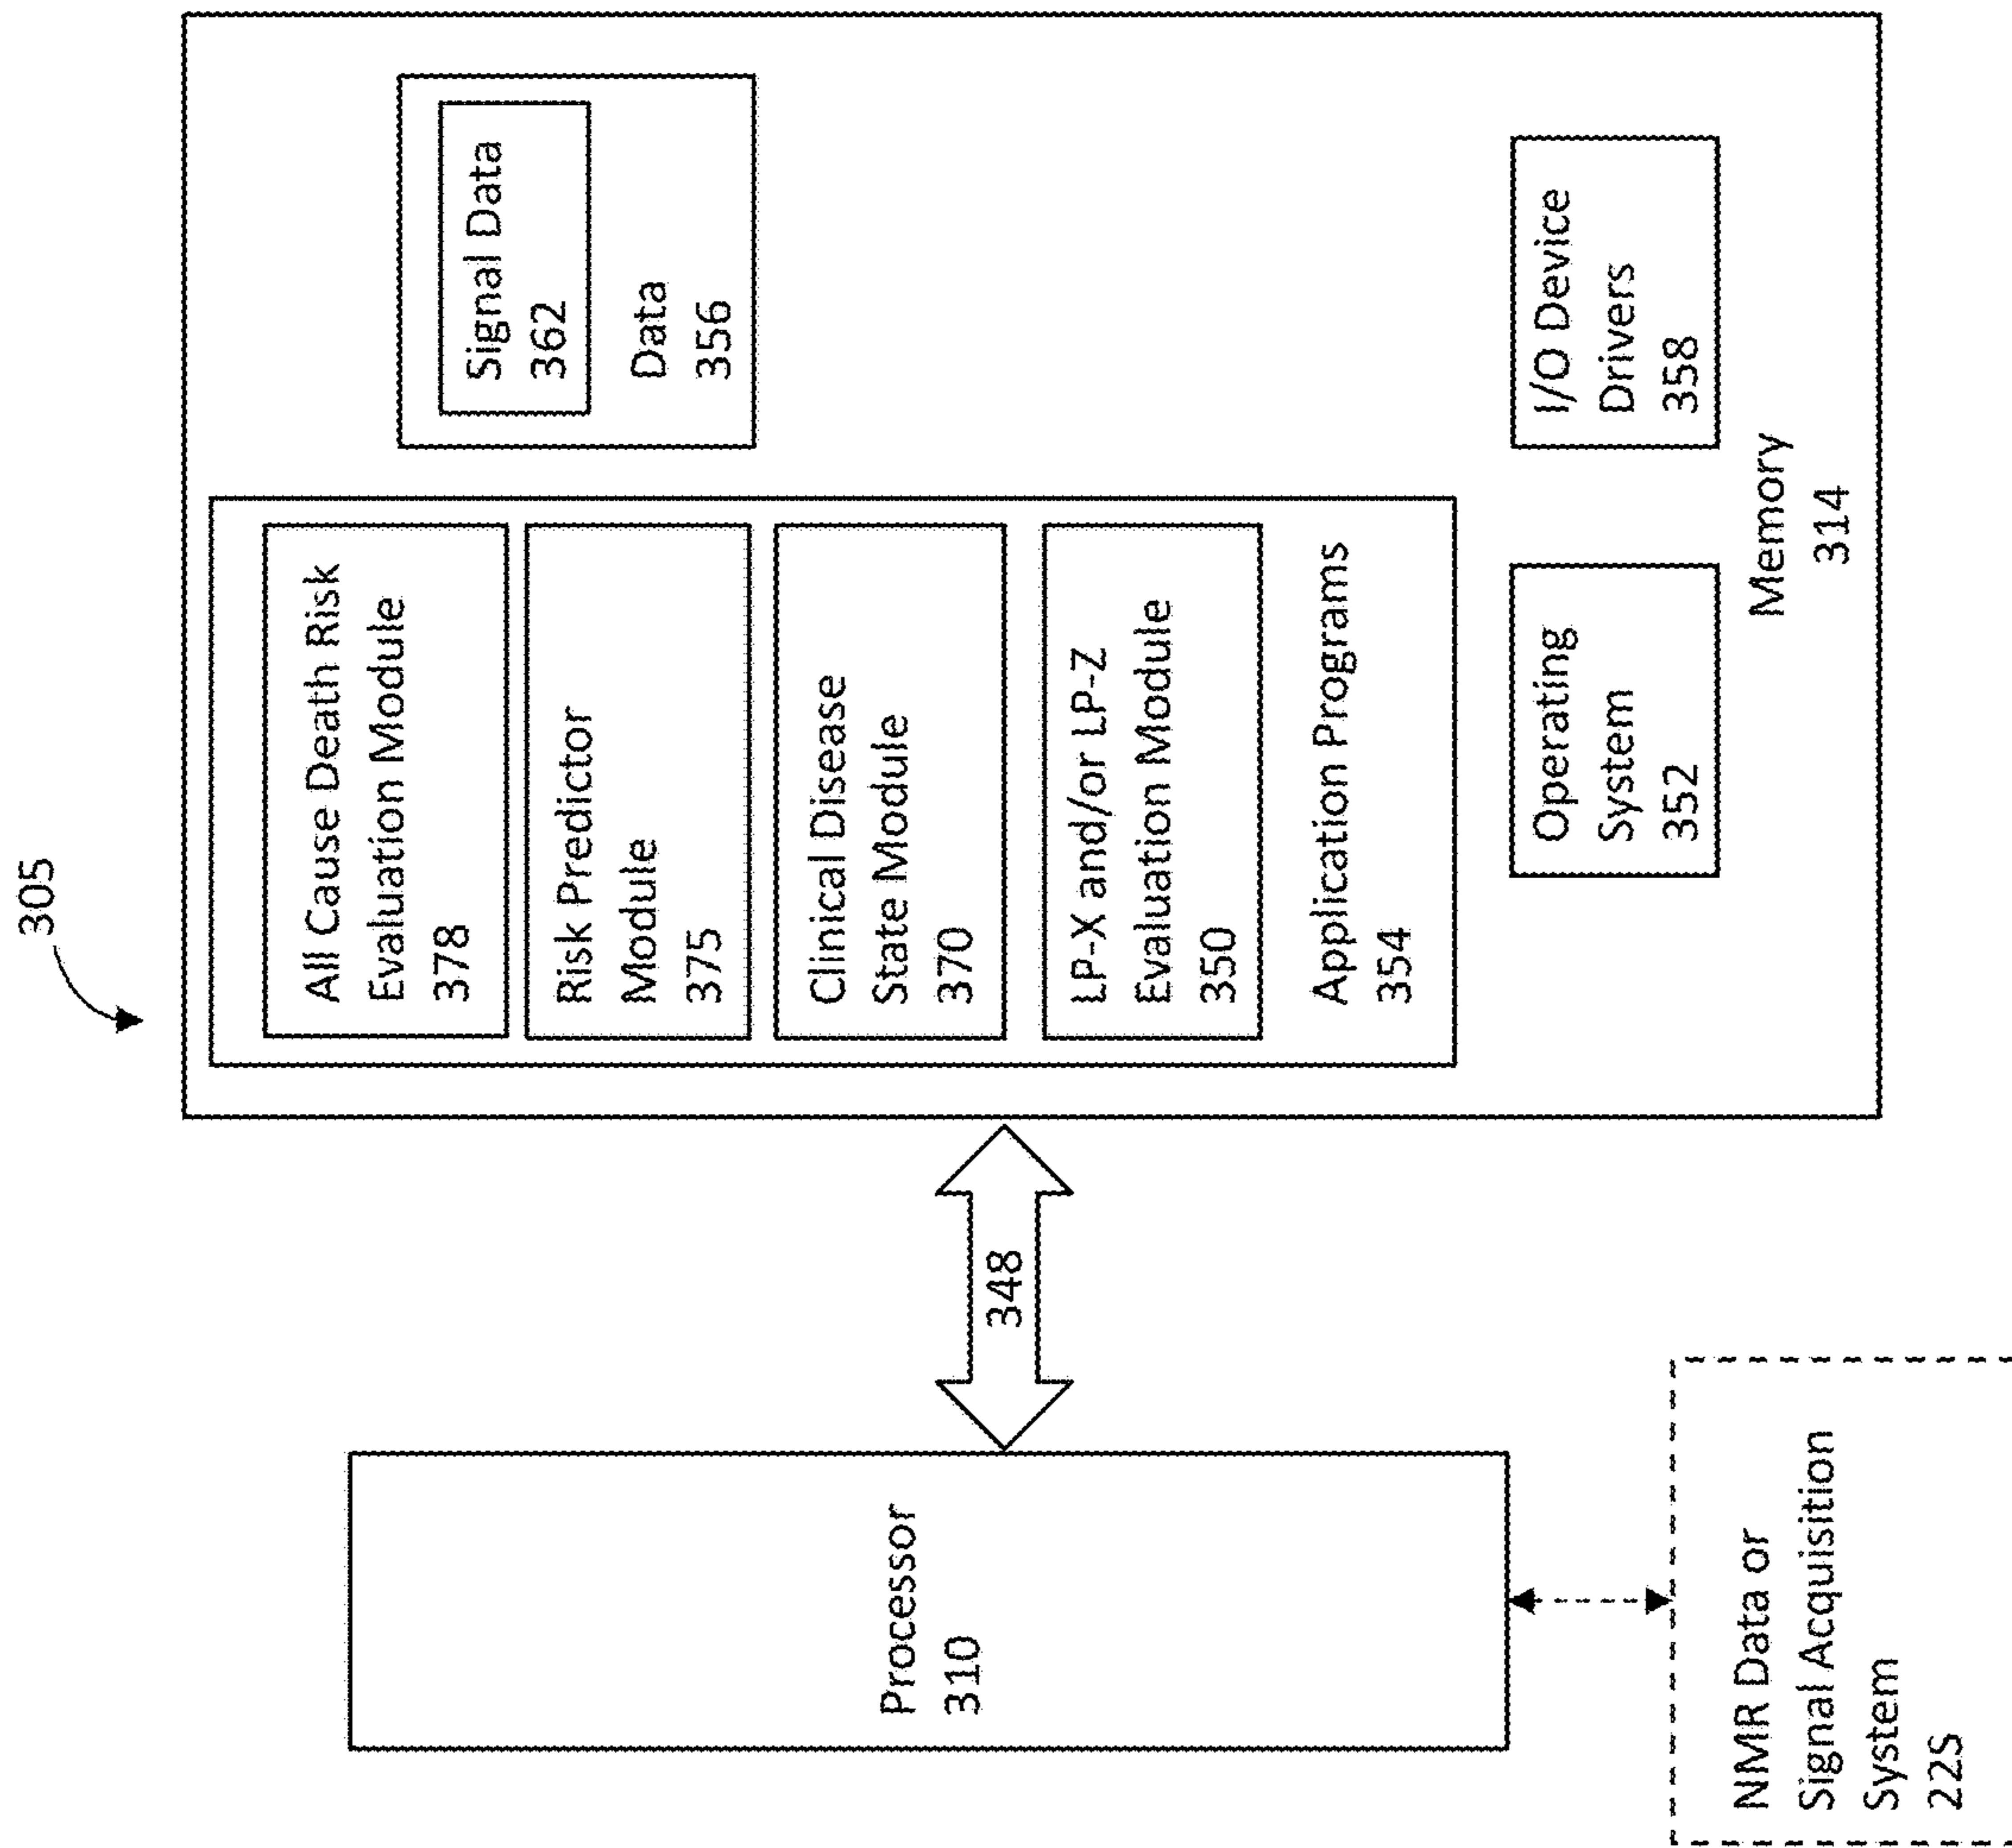 305
All Cause Death Risk
Evaluation Module
378
Risk Predictor
Module
375
Clinical Disease
State Module
370
LP-X and/or LP-Z
Evaluation Module
350
Application Programs
354
Signal Data
362
Data
356
Operating
System
352
I/O Device
Drivers
358
Memory
314
348
Processor
310
NMR Data or
Signal Acquisition
System
22S